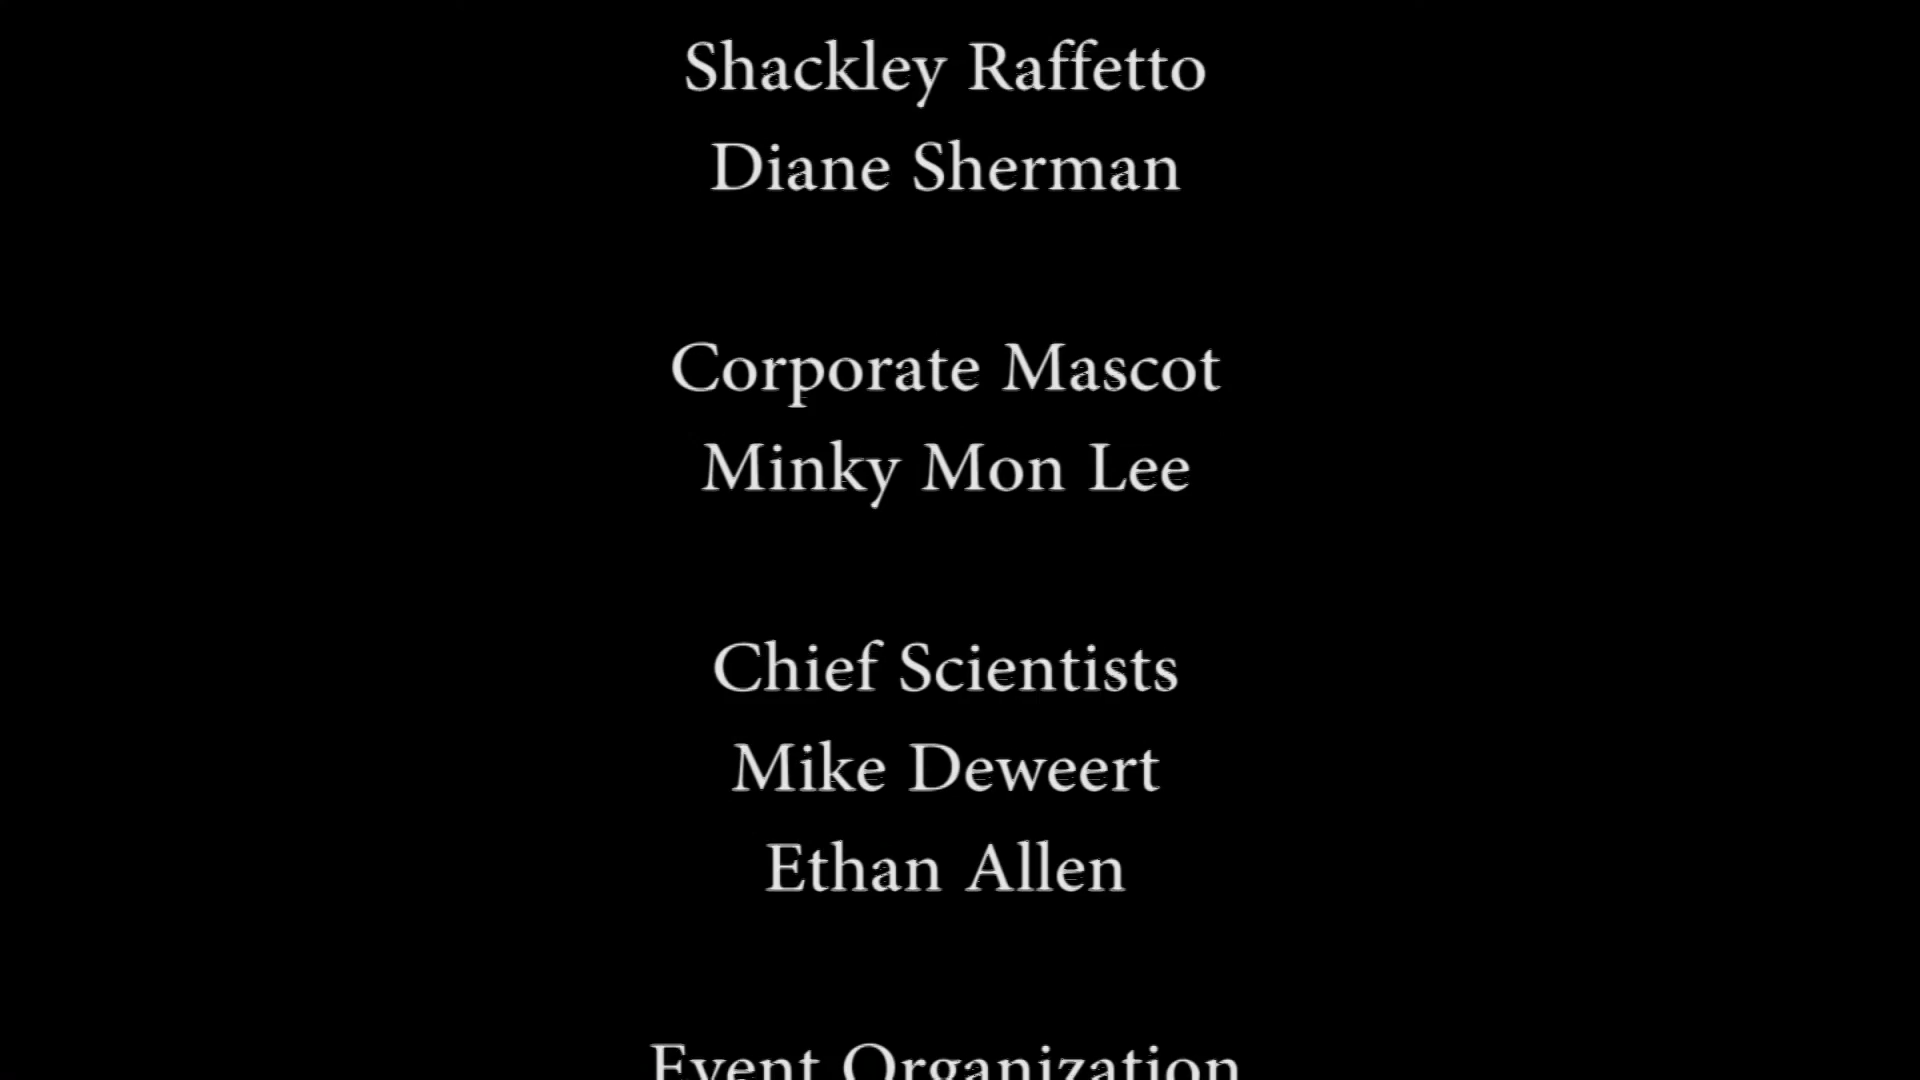 Shackley Raffetto
Diane Sherman
Corporate Mascot
Minky Mon Lee
Chief Scientists
Mike Deweert
Ethan Allen
Event Organization